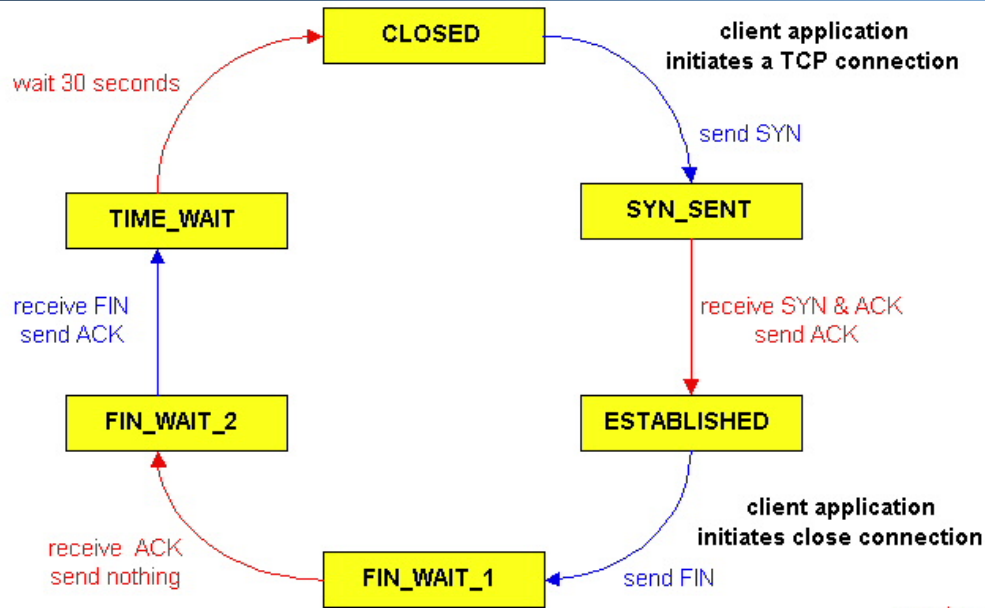 CLOSED
client application
initiates a TCP connection
wait 30 seconds
send SYN
TIME_WAIT
SYN_SENT
receive FIN
send ACK
receive SYN & ACK
send ACK
FIN_WAIT_2
ESTABLISHED
client application
initiates close connection
receive ACK
send nothing
FIN_WAIT_1
send FIN